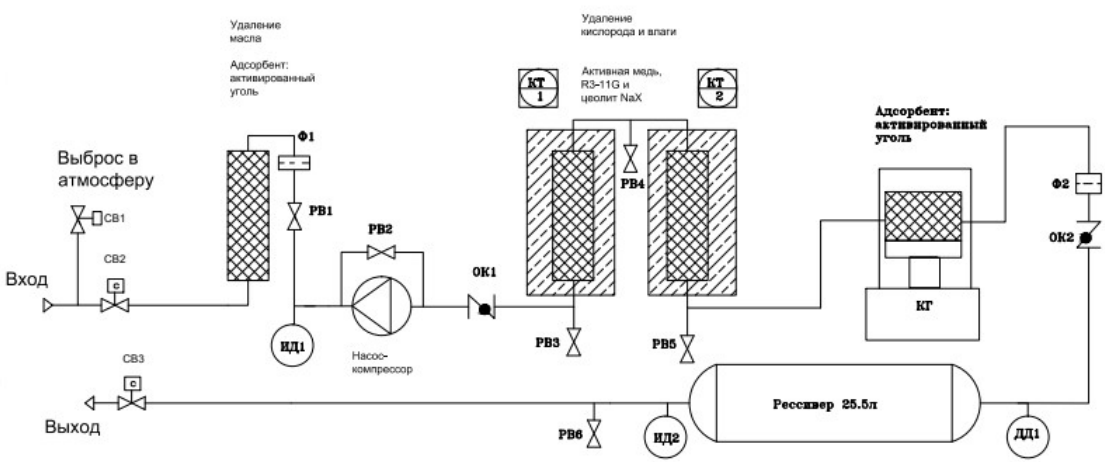 Удаление
масла
Адсорбент:
активированный
уголь
Удаление
кислорода и влаги
Активная медь,
R3-11G и
цеолит NaX
КТ
1
КТ
2
Адсорбент:
активированный
уголь
Ф1
Выброс в
атмосферу
СВ1
РВ1
РВ2
РВ4
Ф2
ОК2
СВ2
Вход
с
ОК1
ИД1
Насос-
компрессор
РВ3
РВ5
КГ
СВ3
с
Выход
РВ6
ИД2
Рессивер 25.5л
ДД1